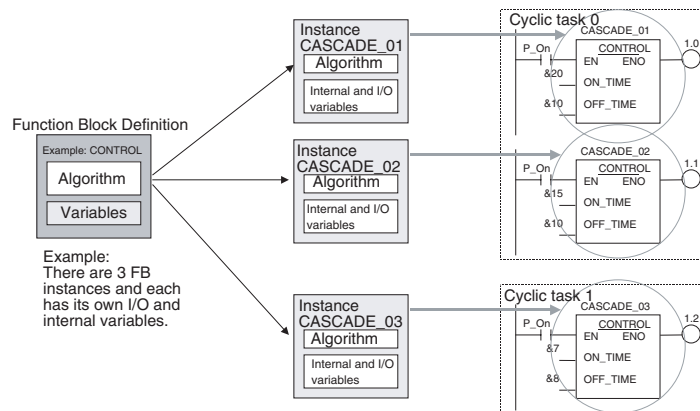 Function Block Definition
Example: CONTROL
Algorithm
Variables
Example:
There are 3 FB
instances and each
has its own I/O and
internal variables.
Instance
CASCADE_01
Algorithm
Internal and I/O
variables
Instance
CASCADE_02
Algorithm
Internal and I/O
variables
Instance
CASCADE_03
Algorithm
Internal and I/O
variables
Cyclic task 0
CASCADE_01
P_On
CONTROL
1.0
EN ENO
&20
ON_TIME
&10
OFF_TIME
CASCADE_02
P_On
CONTROL
1.1
EN ENO
&15
ON_TIME
&10
OFF_TIME
Cyclic task 1
CASCADE_03
P_On
CONTROL
1.2
EN ENO
&7
ON_TIME
&8
OFF_TIME